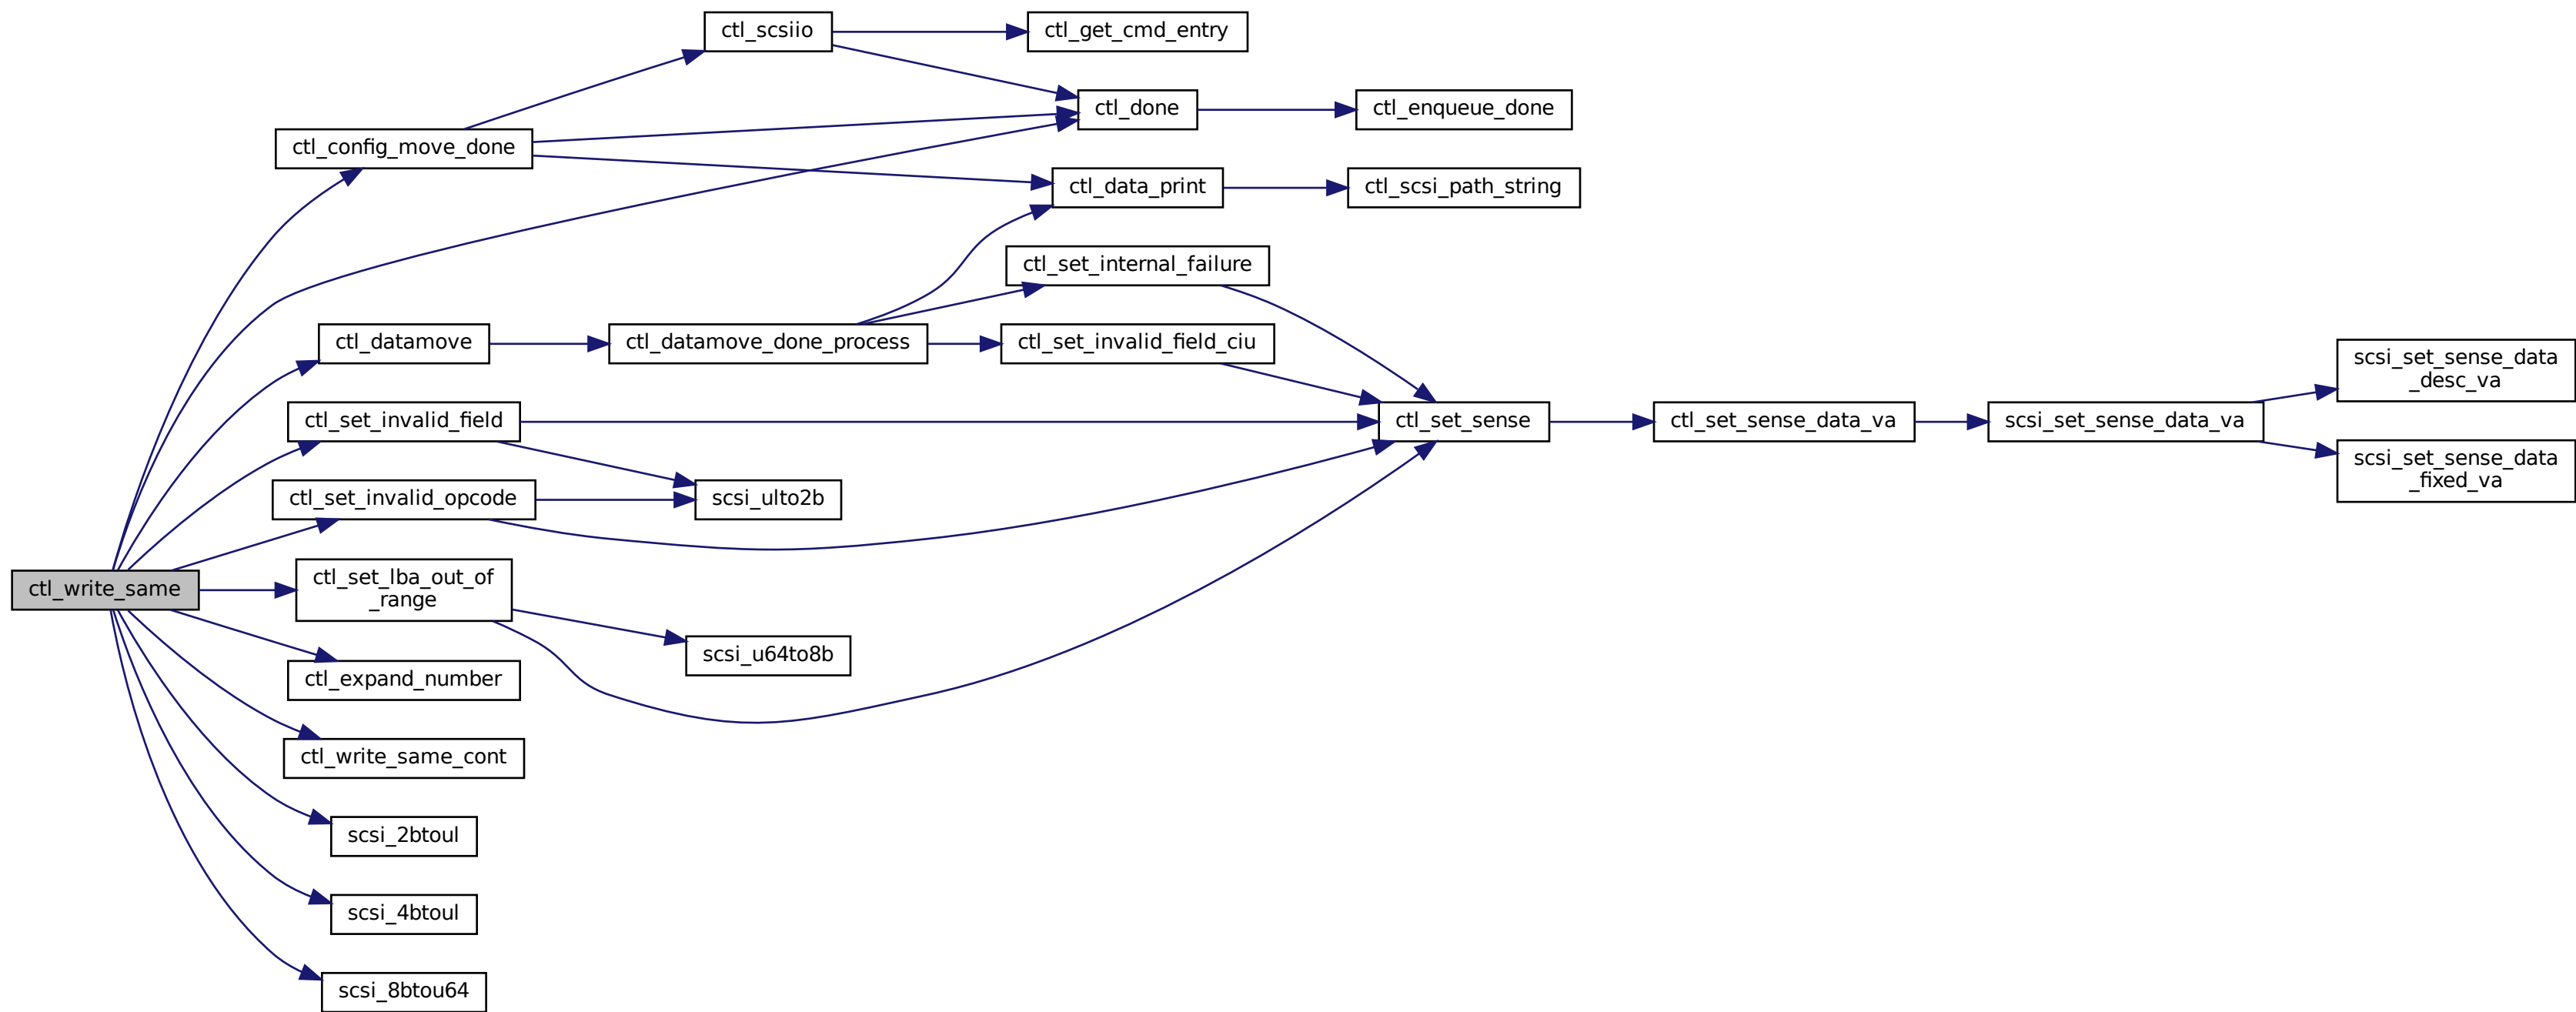 ctl_scsiio
ctl_get_cmd_entry
ctl_done
ctl_enqueue_done
ctl_config_move_done
ctl_data_print
ctl_scsi_path_string
ctl_set_internal_failure
ctl_datamove
ctl_datamove_done_process
ctl_set_invalid_field_ciu
scsi_set_sense_data
_desc_va
ctl_set_invalid_field
ctl_set_sense
ctl_set_sense_data_va
scsi_set_sense_data_va
scsi_set_sense_data
_fixed_va
ctl_set_invalid_opcode
scsi_ulto2b
ctl_write_same
ctl_set_lba_out_of
_range
scsi_u64to8b
ctl_expand_number
ctl_write_same_cont
scsi_2btoul
scsi_4btoul
scsi_8btou64